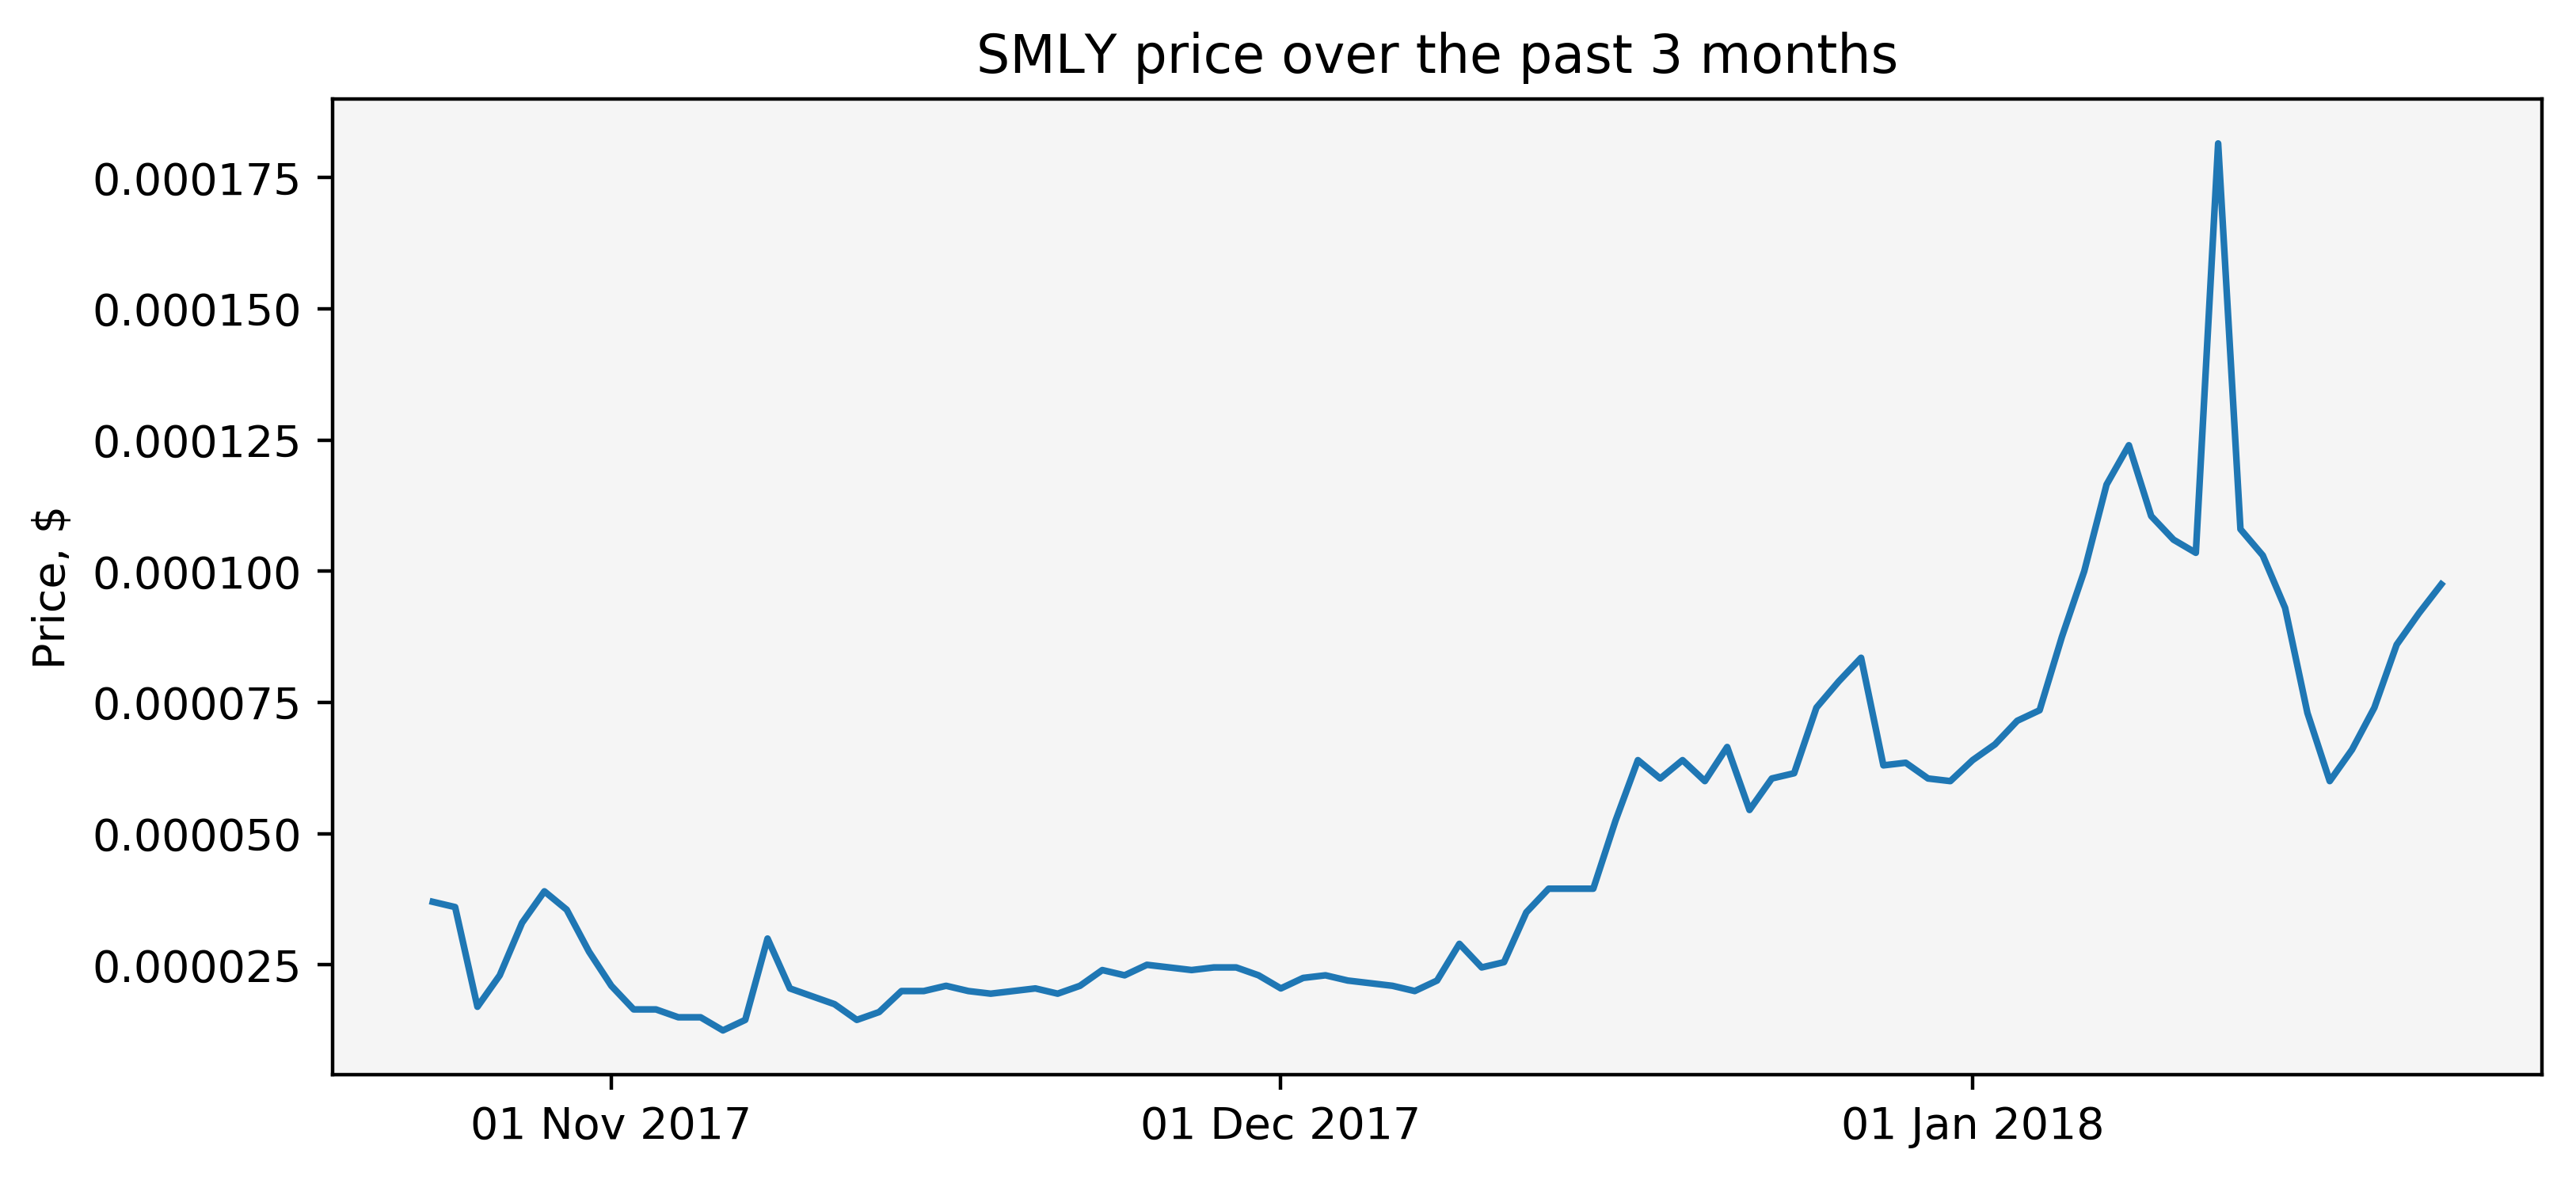 SMLY price over the past 3 months
Price, $
0.000175
0.000150
0.000125
0.000100
0.000075
0.000050
0.000025
01 Nov 2017
01 Dec 2017
01 Jan 2018